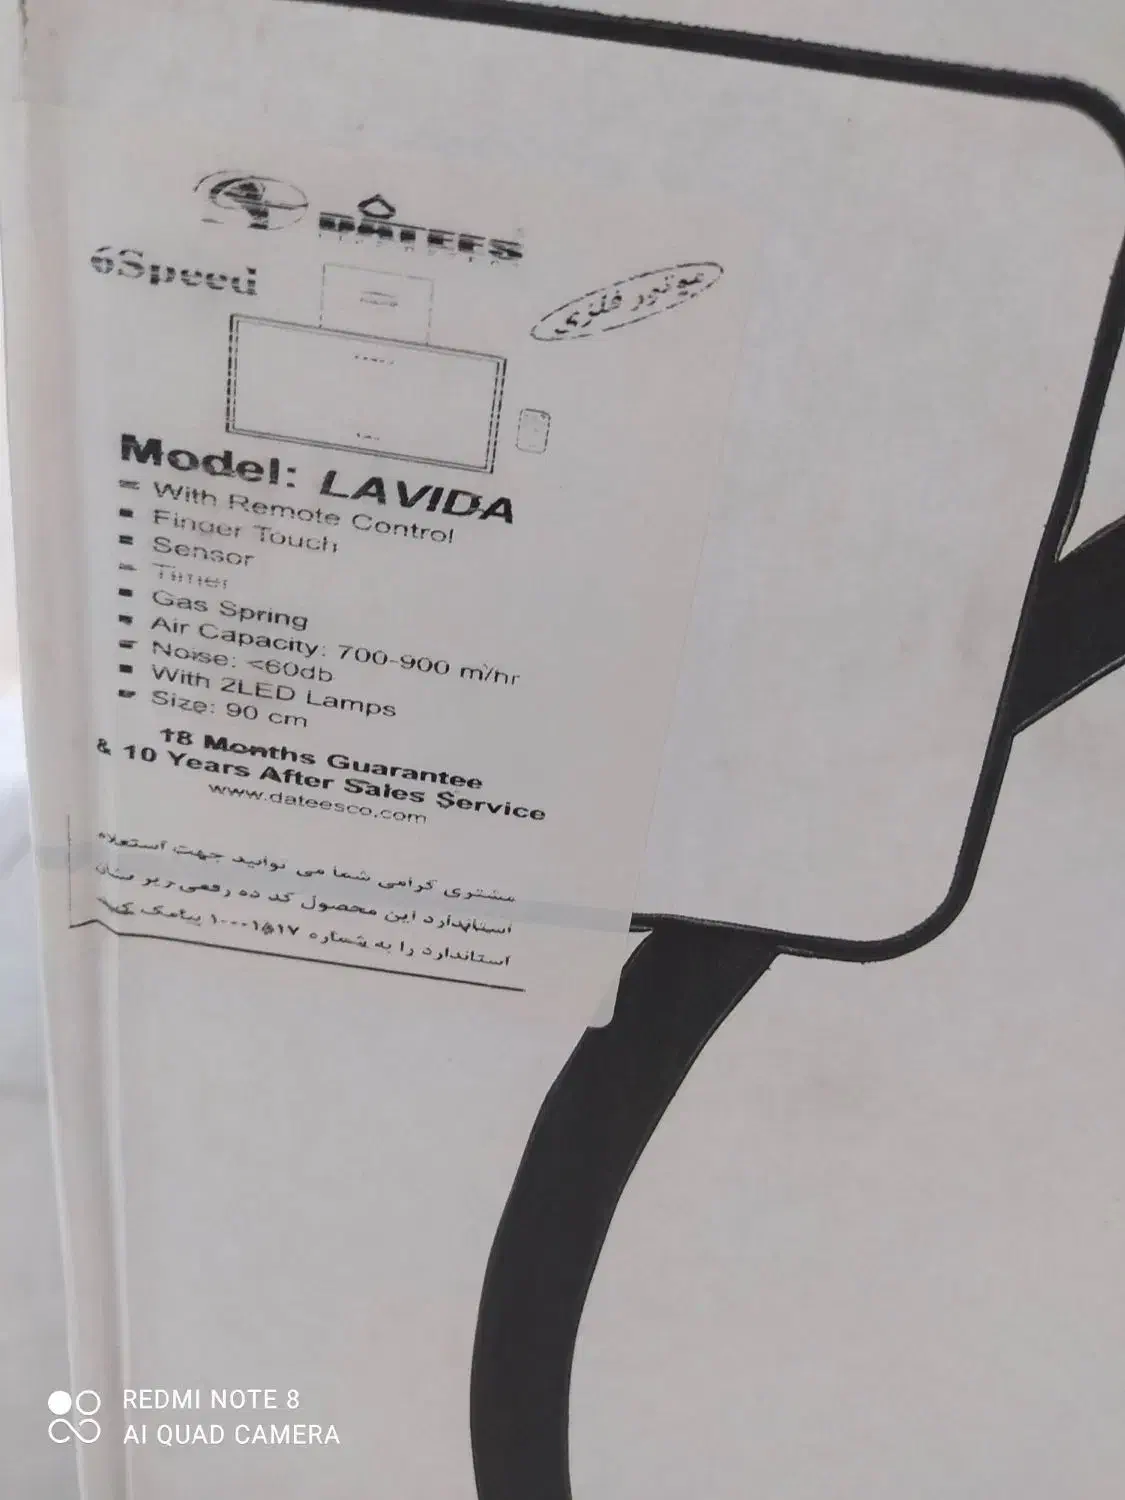 DATEES
6Speed
موتور فلزی
Model: LAVIDA
With Remote Control
Finger Touch
Sensor
Timer
Gas Spring
Air Capacity: 700-900 m³/hr
Noise: <60db
With 2LED Lamps
Size: 90 cm
18 Months Guarantee
& 10 Years After Sales Service
www.dateesco.com
مشتری گرامی شما می توانید جهت استعلام
استاندارد این محصول کد ده رقمی زیر نشان
استاندارد را به شماره ۱۰۰۰۱۵۱۷ پیامک کنید
REDMI NOTE 8
AI QUAD CAMERA